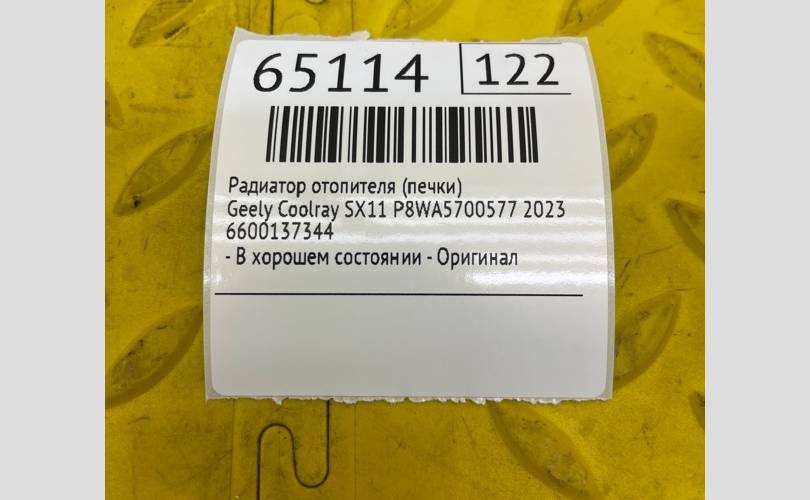 65114 122
Радиатор отопителя (печки)
Geely Coolray SX11 P8WA5700577 2023
6600137344
- В хорошем состоянии - Оригинал